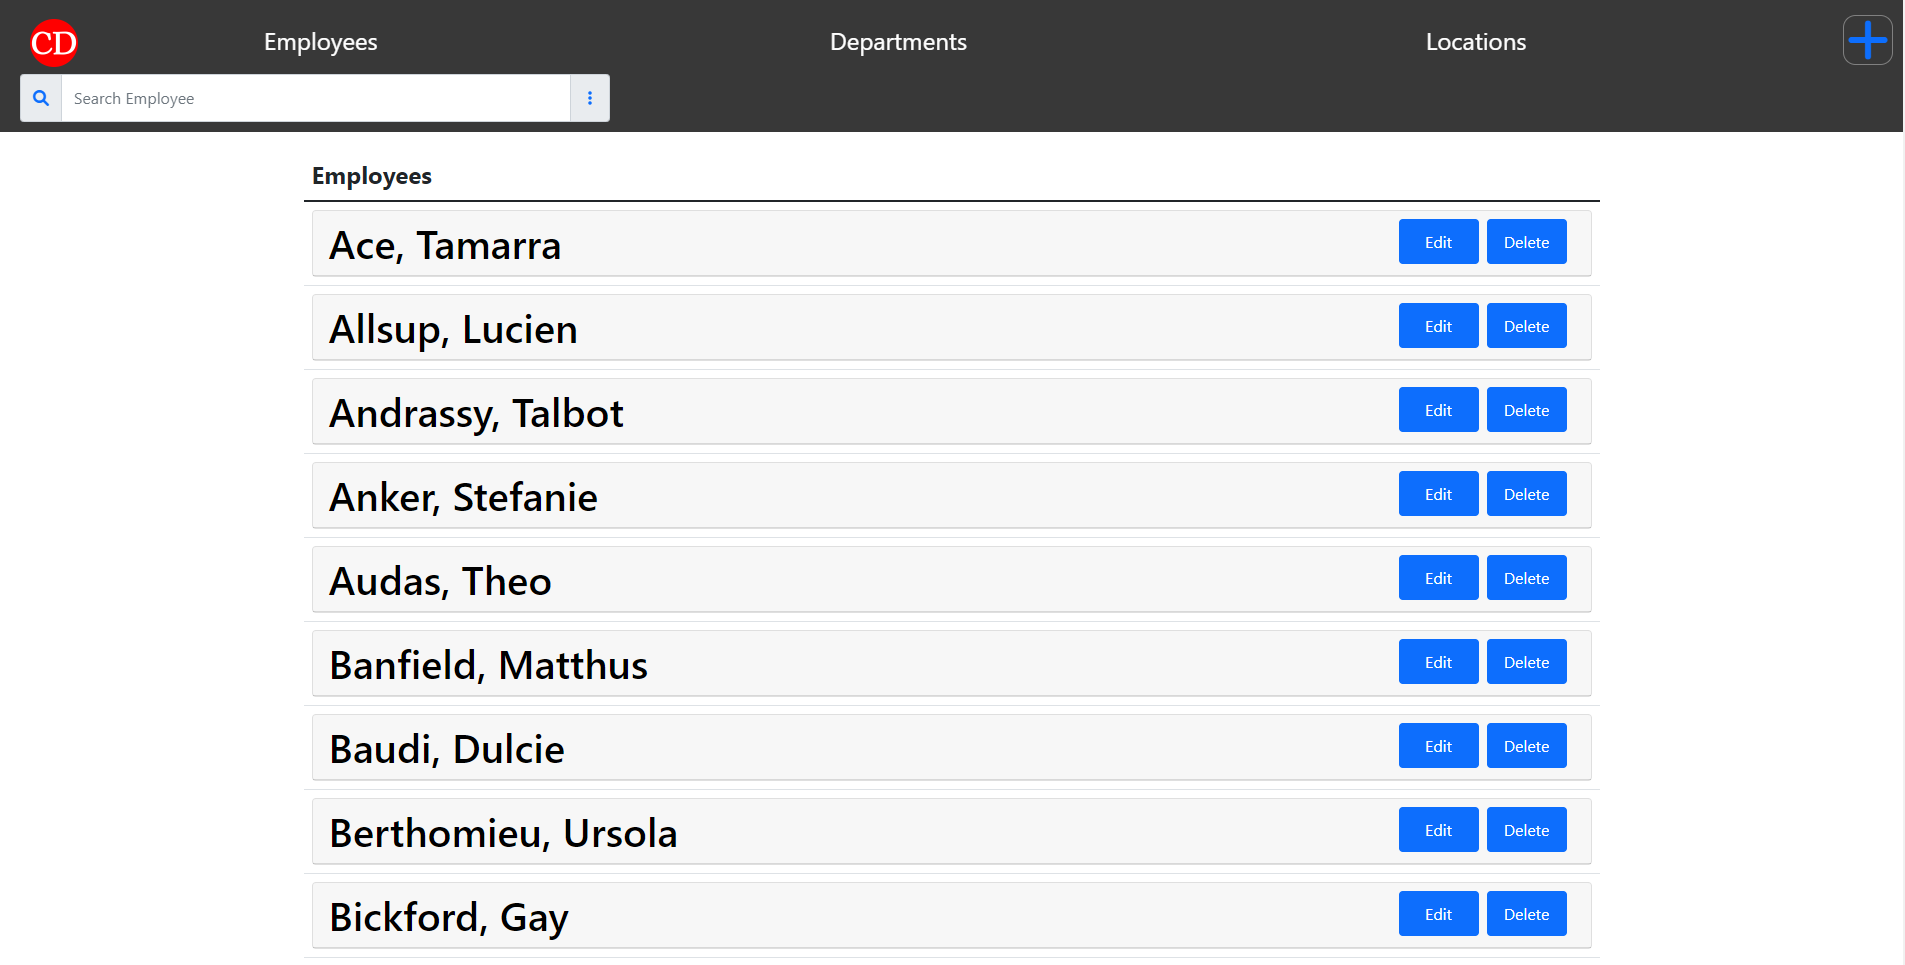 CD Employees Departments Locations
Search Employee
Employees
Ace, Tamarra Edit Delete
Allsup, Lucien Edit Delete
Andrassy, Talbot Edit Delete
Anker, Stefanie Edit Delete
Audas, Theo Edit Delete
Banfield, Matthus Edit Delete
Baudi, Dulcie Edit Delete
Berthomieu, Ursola Edit Delete
Bickford, Gay Edit Delete